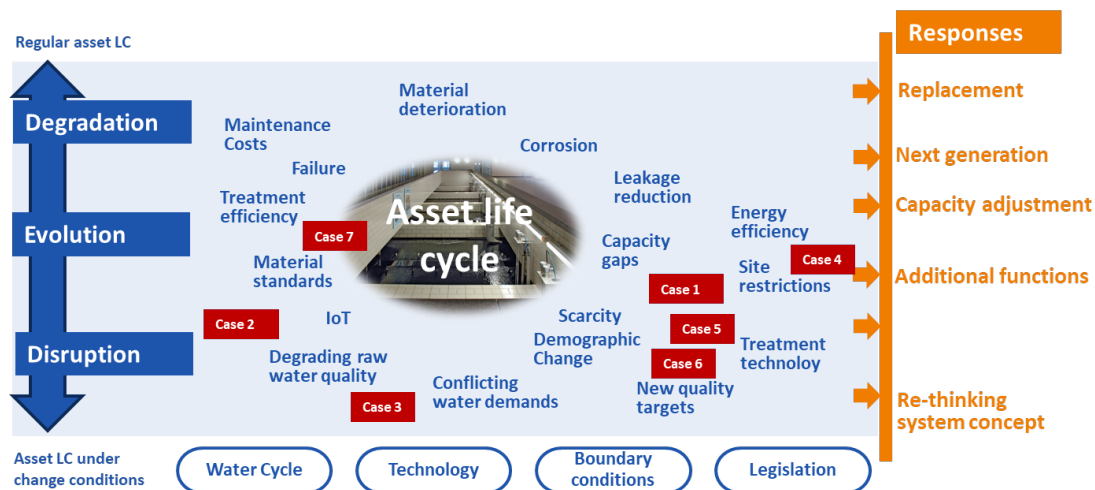 Regular asset LC
Responses
Degradation
Evolution
Disruption
Material
deterioration
Maintenance
Costs
Corrosion
Failure
Leakage
reduction
Treatment
efficiency
Energy
efficiency
Asset life
cycle
Case 7
Capacity
gaps
Case 4
Material
standards
Site
restrictions
Case 1
Case 2
IoT
Scarcity
Case 5
Demographic
Change
Treatment
technoloy
Degrading raw
water quality
Case 6
Conflicting
water demands
New quality
targets
Case 3
Replacement
Next generation
Capacity adjustment
Additional functions
Re-thinking
system concept
Asset LC under
change conditions
Water Cycle
Technology
Boundary
conditions
Legislation